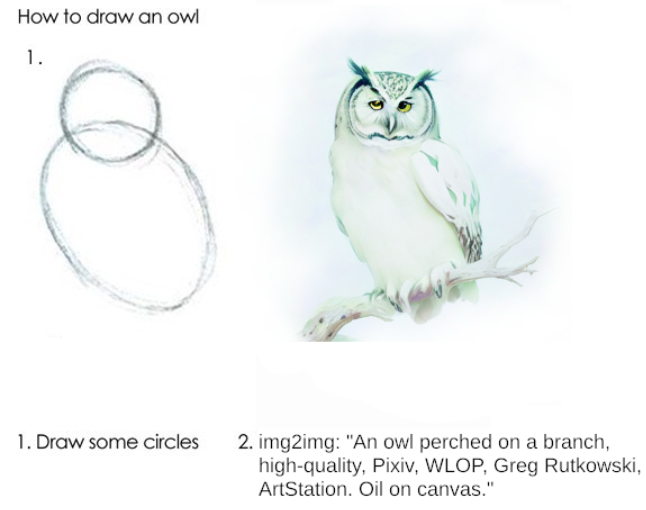 How to draw an owl
1.
1. Draw some circles
2. img2img: "An owl perched on a branch,
high-quality, Pixiv, WLOP, Greg Rutkowski,
ArtStation. Oil on canvas."